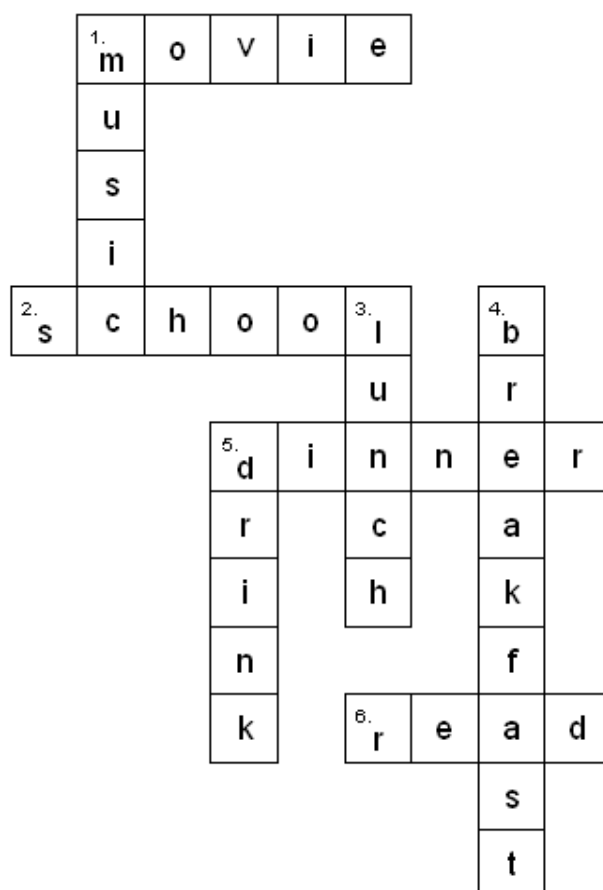 1. m o v i e
u
s
i
2. s c h o o 3. l 4. b
u r
5. d i n n e r
r c a
i h k
n f
k 6. r e a d
s
t